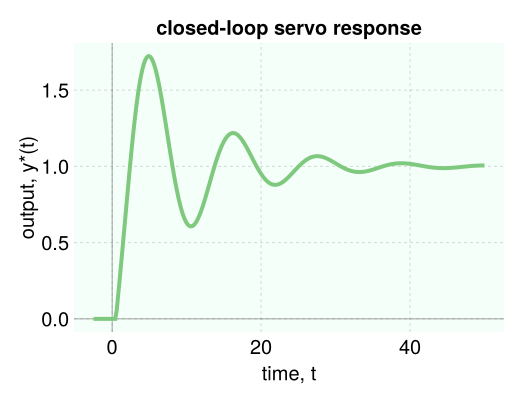 closed-loop servo response
output, y*(t)
1.5
1.0
0.5
0.0
0 20 40
time, t